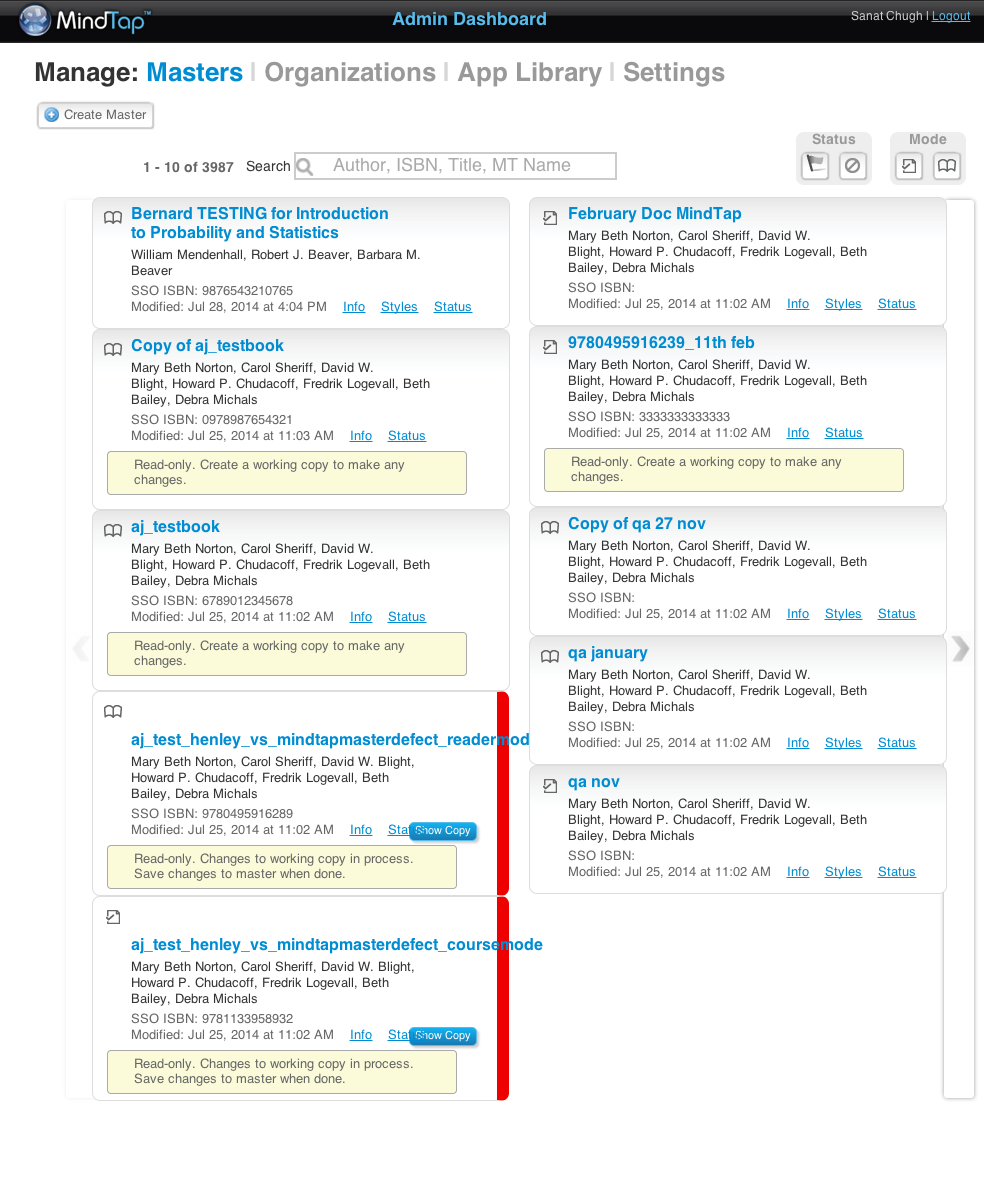 MindTap™
Admin Dashboard
Sanat Chugh | Logout
Manage: Masters | Organizations | App Library | Settings
Create Master
Status
Mode
1 - 10 of 3987 Search Author, ISBN, Title, MT Name
Bernard TESTING for Introduction
to Probability and Statistics
William Mendenhall, Robert J. Beaver, Barbara M.
Beaver
SSO ISBN: 9876543210765
Modified: Jul 28, 2014 at 4:04 PM Info Styles Status
Copy of aj_testbook
Mary Beth Norton, Carol Sheriff, David W.
Blight, Howard P. Chudacoff, Fredrik Logevall, Beth
Bailey, Debra Michals
SSO ISBN: 0978987654321
Modified: Jul 25, 2014 at 11:03 AM Info Status
Read-only. Create a working copy to make any
changes.
aj_testbook
Mary Beth Norton, Carol Sheriff, David W.
Blight, Howard P. Chudacoff, Fredrik Logevall, Beth
Bailey, Debra Michals
SSO ISBN: 6789012345678
Modified: Jul 25, 2014 at 11:02 AM Info Status
Read-only. Create a working copy to make any
changes.
aj_test_henley_vs_mindtapmasterdefect_readermod
Mary Beth Norton, Carol Sheriff, David W. Blight,
Howard P. Chudacoff, Fredrik Logevall, Beth
Bailey, Debra Michals
SSO ISBN: 9780495916289
Modified: Jul 25, 2014 at 11:02 AM Info Sta Show Copy
Read-only. Changes to working copy in process.
Save changes to master when done.
aj_test_henley_vs_mindtapmasterdefect_coursemode
Mary Beth Norton, Carol Sheriff, David W. Blight,
Howard P. Chudacoff, Fredrik Logevall, Beth
Bailey, Debra Michals
SSO ISBN: 9781133958932
Modified: Jul 25, 2014 at 11:02 AM Info Sta Show Copy
Read-only. Changes to working copy in process.
Save changes to master when done.
February Doc MindTap
Mary Beth Norton, Carol Sheriff, David W.
Blight, Howard P. Chudacoff, Fredrik Logevall, Beth
Bailey, Debra Michals
SSO ISBN:
Modified: Jul 25, 2014 at 11:02 AM Info Styles Status
9780495916239_11th feb
Mary Beth Norton, Carol Sheriff, David W.
Blight, Howard P. Chudacoff, Fredrik Logevall, Beth
Bailey, Debra Michals
SSO ISBN: 3333333333333
Modified: Jul 25, 2014 at 11:02 AM Info Status
Read-only. Create a working copy to make any
changes.
Copy of qa 27 nov
Mary Beth Norton, Carol Sheriff, David W.
Blight, Howard P. Chudacoff, Fredrik Logevall, Beth
Bailey, Debra Michals
SSO ISBN:
Modified: Jul 25, 2014 at 11:02 AM Info Styles Status
qa january
Mary Beth Norton, Carol Sheriff, David W.
Blight, Howard P. Chudacoff, Fredrik Logevall, Beth
Bailey, Debra Michals
SSO ISBN:
Modified: Jul 25, 2014 at 11:02 AM Info Styles Status
qa nov
Mary Beth Norton, Carol Sheriff, David W.
Blight, Howard P. Chudacoff, Fredrik Logevall, Beth
Bailey, Debra Michals
SSO ISBN:
Modified: Jul 25, 2014 at 11:02 AM Info Styles Status